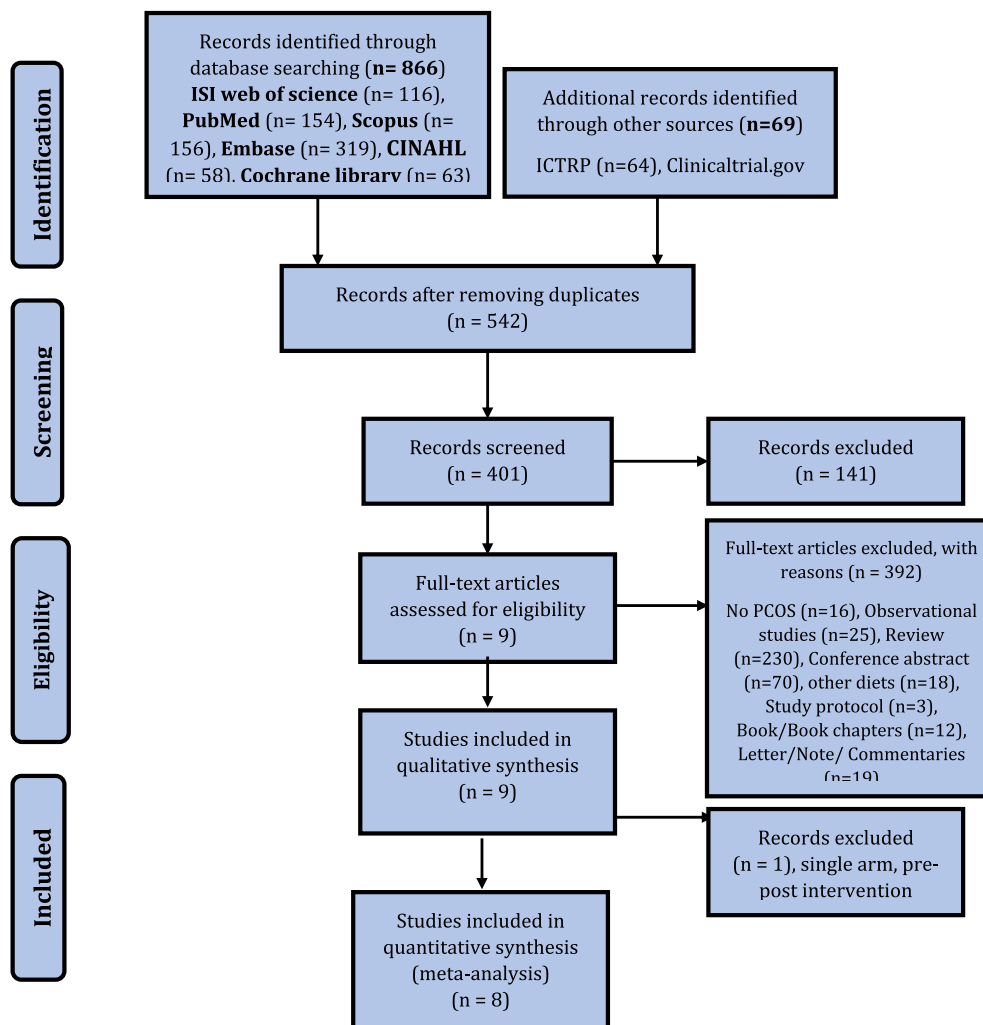 Identification
Records identified through
database searching (n= 866)
ISI web of science (n= 116),
PubMed (n= 154), Scopus (n=
156), Embase (n= 319), CINAHL
(n= 58), Cochrane library (n= 63)
Additional records identified
through other sources (n=69)
ICTRP (n=64), Clinicaltrial.gov
Records after removing duplicates
(n = 542)
Screening
Records screened
(n = 401)
Records excluded
(n = 141)
Eligibility
Full-text articles
assessed for eligibility
(n = 9)
Full-text articles excluded, with
reasons (n = 392)
No PCOS (n=16), Observational
studies (n=25), Review
(n=230), Conference abstract
(n=70), other diets (n=18),
Study protocol (n=3),
Book/Book chapters (n=12),
Letter/Note/ Commentaries
(n=19)
Studies included in
qualitative synthesis
(n = 9)
Included
Records excluded
(n = 1), single arm, pre-
post intervention
Studies included in
quantitative synthesis
(meta-analysis)
(n = 8)